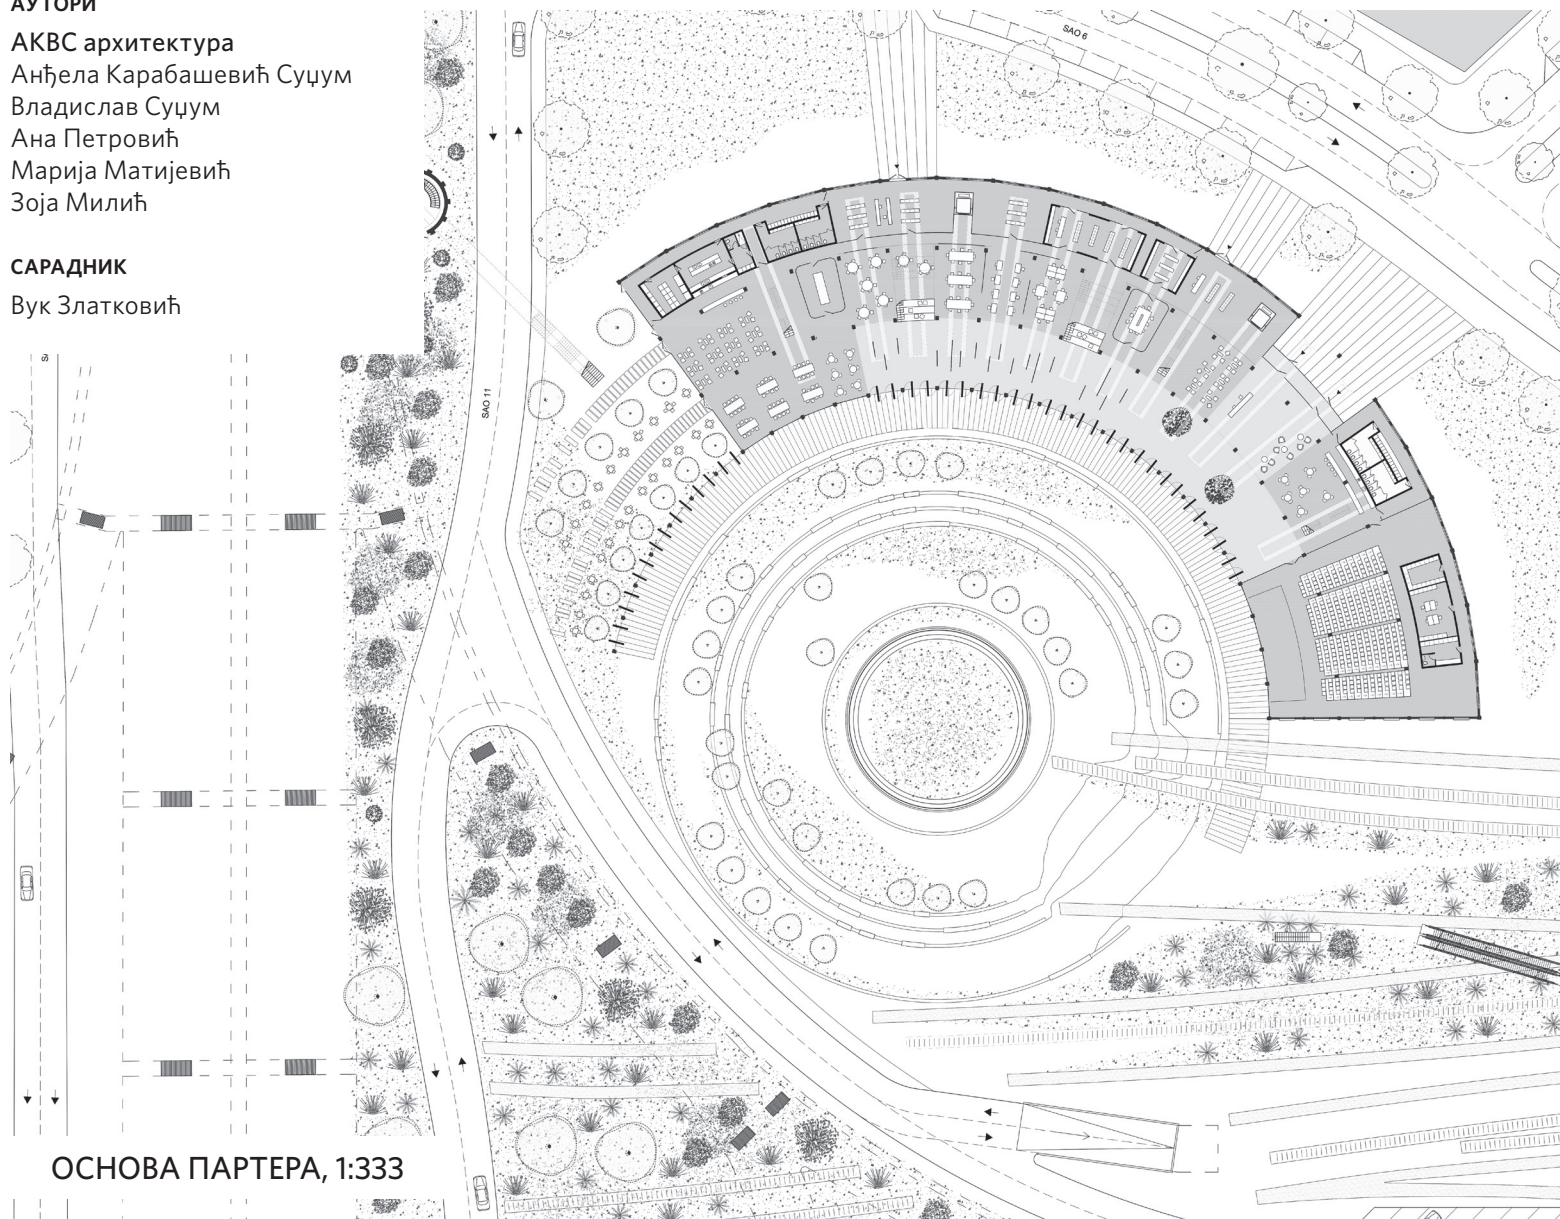 АУТОРИ
АКВС архитектура
Анђела Карабашевић Суџум
Владислав Суџум
Ана Петровић
Марија Матијевић
Зоја Милић
САРАДНИК
Вук Златковић
SAO 6
SAO 11
ОСНОВА ПАРТЕРА, 1:333